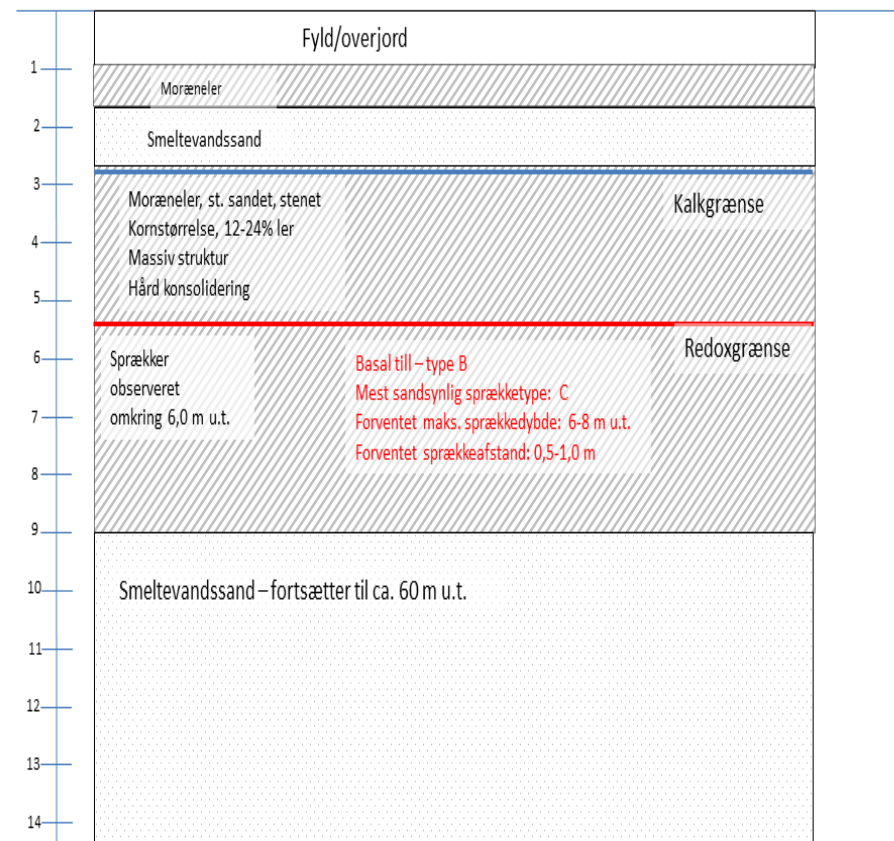 Fyld/overjord
1
Moræneler
2
Smeltevandssand
3
Moræneler, st. sandet, stenet
Kornstørrelse, 12-24% ler
Massiv struktur
Hård konsolidering
Kalkgrænse
4
5
Redoxgrænse
6
Sprækker
observeret
omkring 6,0 m u.t.
Basal till – type B
Mest sandsynlig sprækketype: C
Forventet maks. sprækkedybde: 6-8 m u.t.
Forventet sprækkeafstand: 0,5-1,0 m
7
8
9
10
Smeltevandssand – fortsætter til ca. 60 m u.t.
11
12
13
14